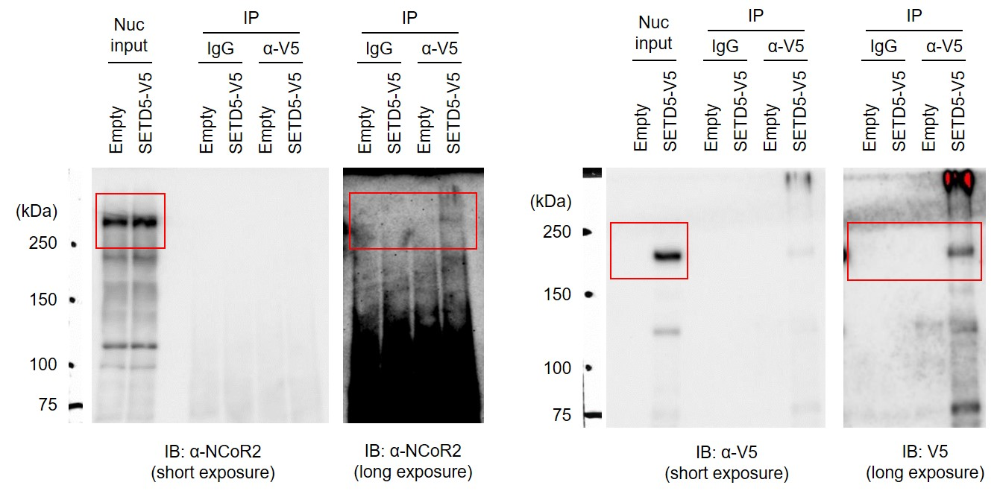 Nuc
input
IP
IgG
α-V5
Empty
SETD5-V5
Empty
SETD5-V5
Empty
SETD5-V5
IP
IgG
α-V5
Empty
SETD5-V5
Empty
SETD5-V5
(kDa)
250
150
100
75
IB: α-NCoR2
(short exposure)
IB: α-NCoR2
(long exposure)
Nuc
input
IP
IgG
α-V5
Empty
SETD5-V5
Empty
SETD5-V5
Empty
SETD5-V5
IP
IgG
α-V5
Empty
SETD5-V5
Empty
SETD5-V5
(kDa)
250
150
100
75
IB: α-V5
(short exposure)
IB: V5
(long exposure)